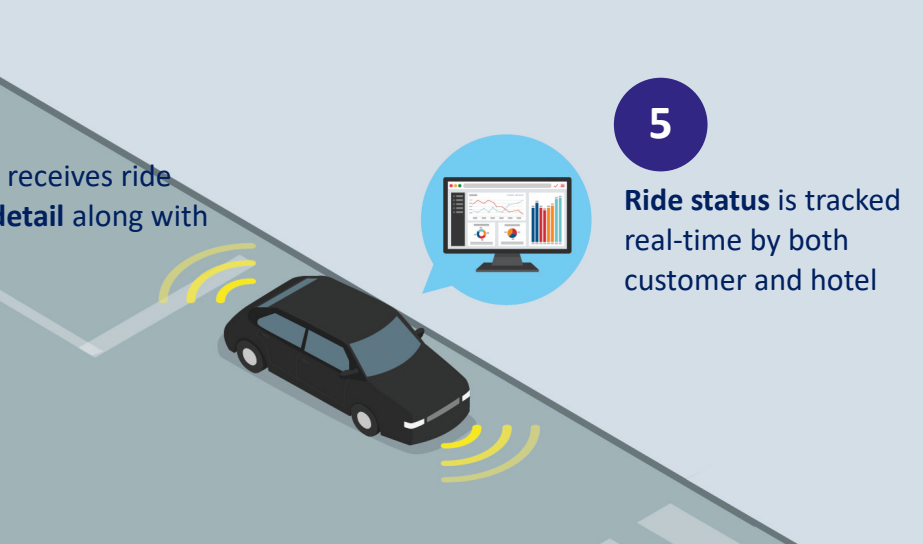 receives ride
detail along with
5
Ride status is tracked
real-time by both
customer and hotel